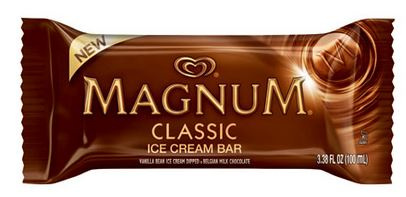 NEW
MAGNUM®
CLASSIC
ICE CREAM BAR
VANILLA BEAN ICE CREAM DIPPED IN BELGIAN MILK CHOCOLATE
3.38 FL OZ (100 mL)
M